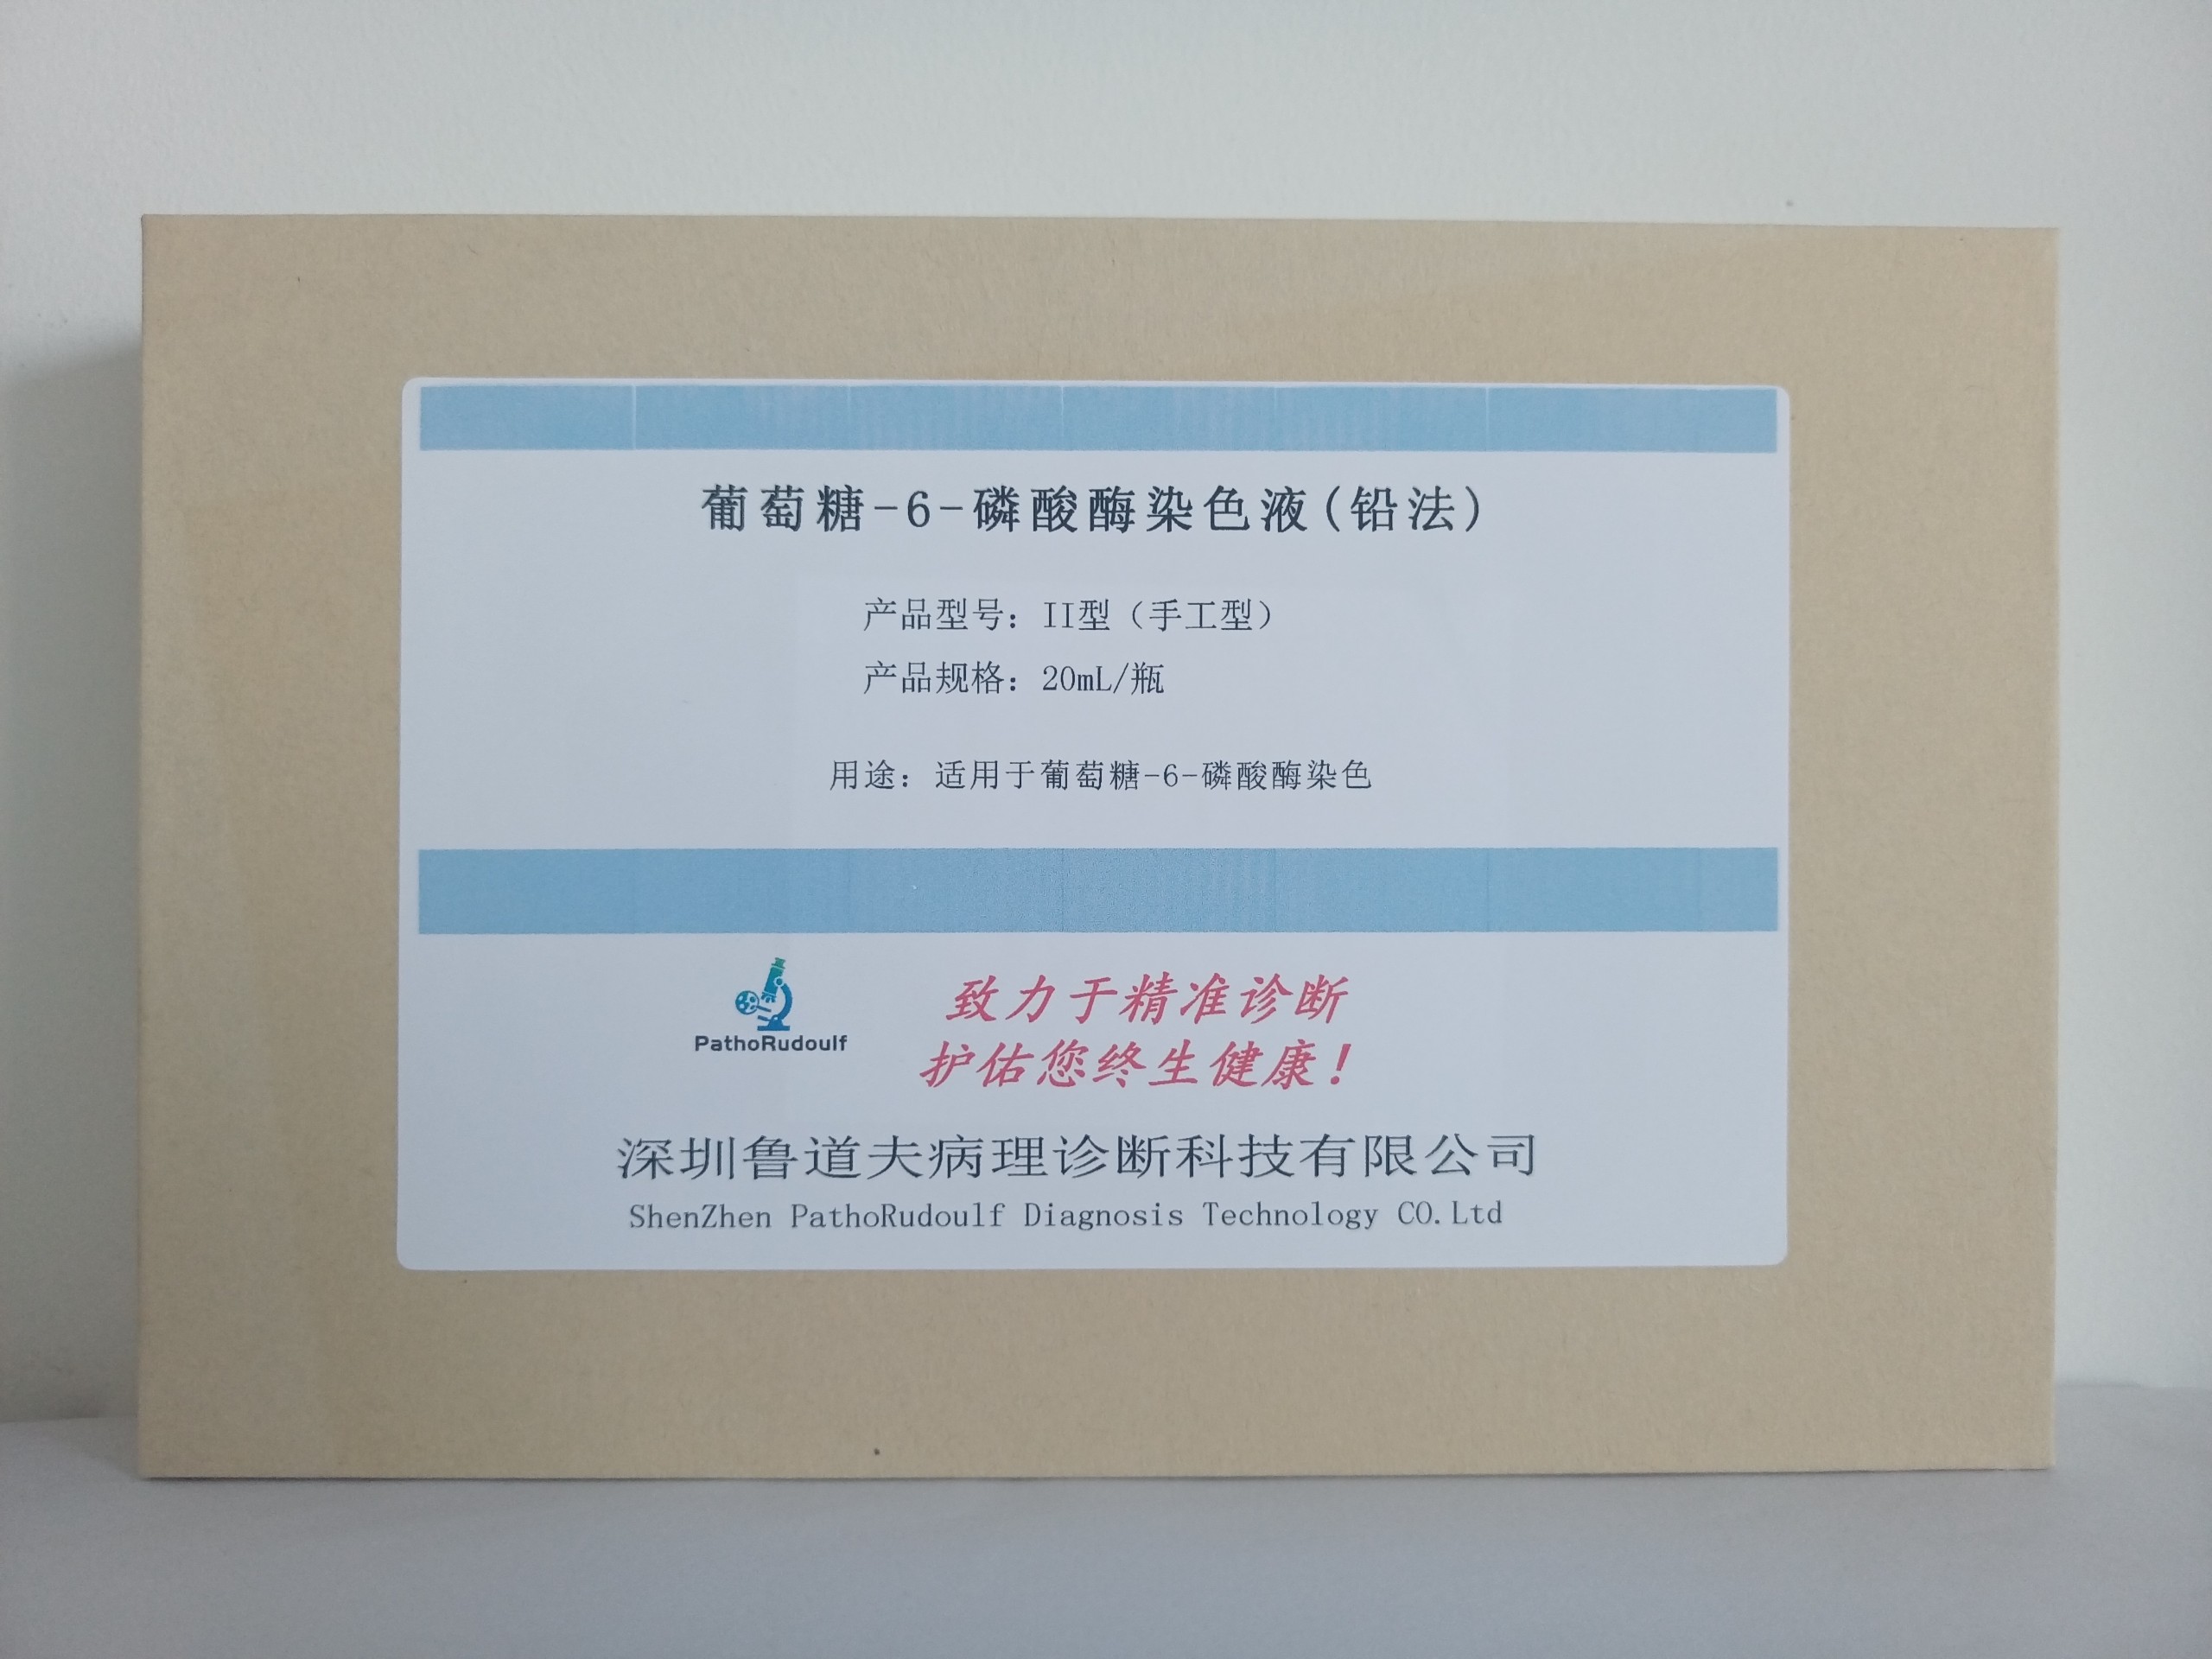 葡萄糖-6-磷酸酶染色液(铅法)
产品型号：II型（手工型）
产品规格：20mL/瓶
用途：适用于葡萄糖-6-磷酸酶染色
PathoRudoulf
致力于精准诊断
护佑您终生健康！
深圳鲁道夫病理诊断科技有限公司
ShenZhen PathoRudoulf Diagnosis Technology CO.Ltd